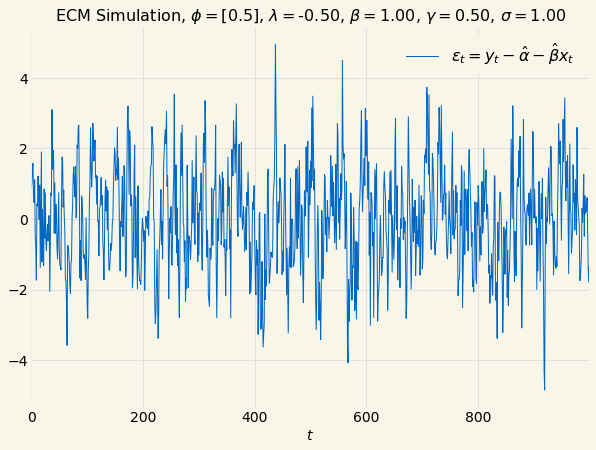 ECM Simulation, ϕ = [0.5], λ = -0.50, β = 1.00, γ = 0.50, σ = 1.00
εₜ = yₜ − α̂ − β̂xₜ
4
2
0
−2
−4
0 200 400 600 800
t